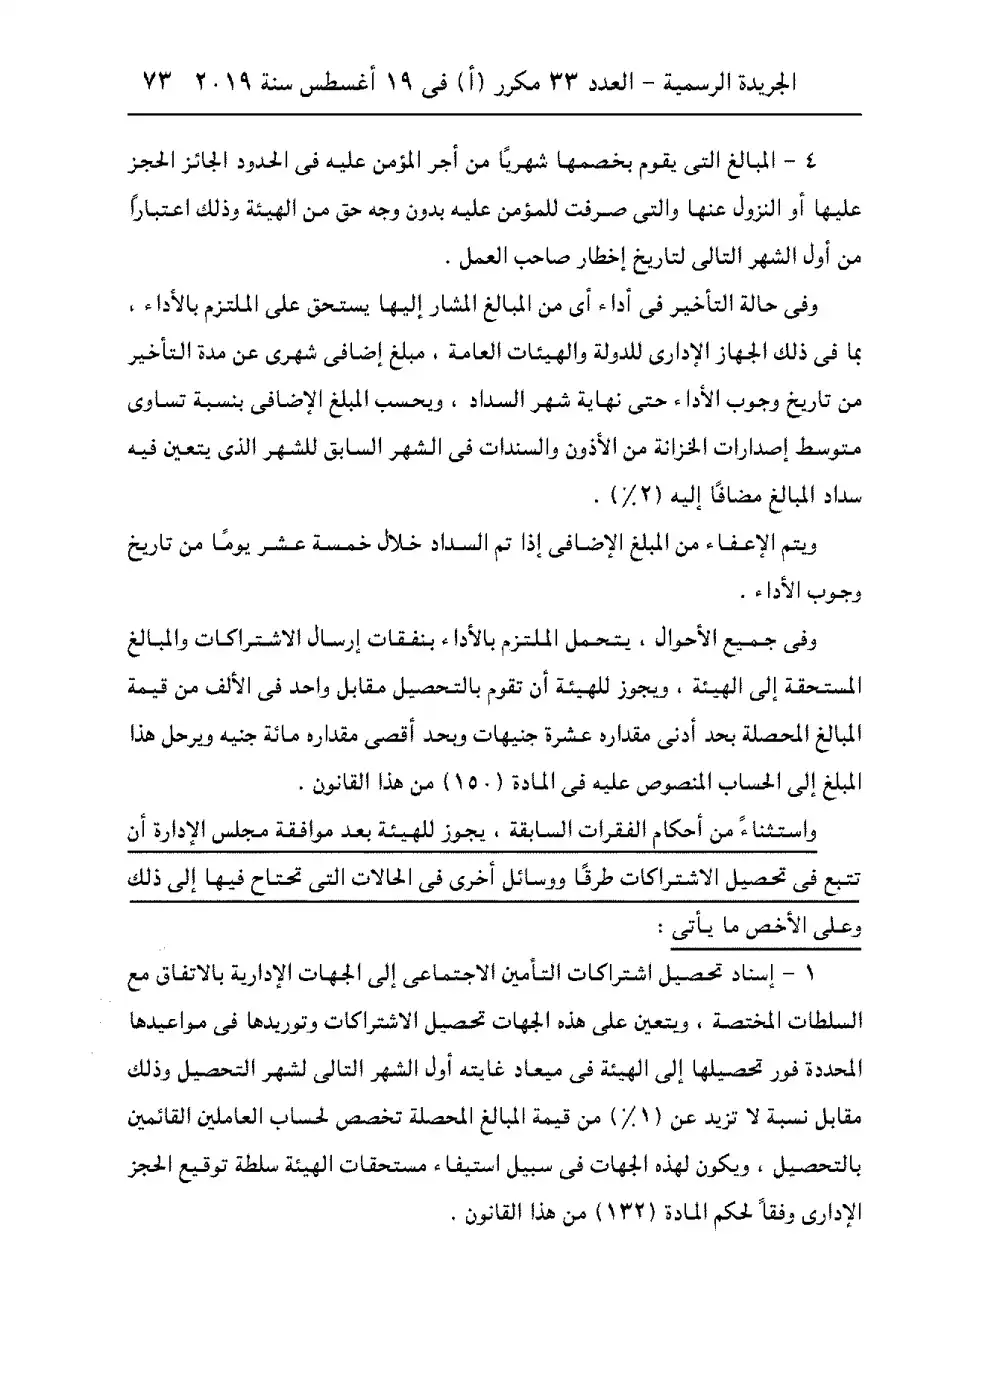 الجريدة الرسمية - العدد ٣٣ مكرر (أ) فى ١٩ أغسطس سنة ٢٠١٩ ٧٣
٤ - المبالغ التى يقوم بخصمها شهريًا من أجر المؤمن عليه فى الحدود الجائز الحجز
عليها أو النزول عنها والتى صرفت للمؤمن عليه بدون وجه حق من الهيئة وذلك اعتباراً
من أول الشهر التالى لتاريخ إخطار صاحب العمل .
وفى حالة التأخير فى أداء أى من المبالغ المشار إليها يستحق على الملتزم بالأداء ،
بما فى ذلك الجهاز الإدارى للدولة والهيئات العامة ، مبلغ إضافى شهرى عن مدة التأخير
من تاريخ وجوب الأداء حتى نهاية شهر السداد ، ويحسب المبلغ الإضافى بنسبة تساوى
متوسط إصدارات الخزانة من الأذون والسندات فى الشهر السابق للشهر الذى يتعين فيه
سداد المبالغ مضافًا إليه (٢٪) .
ويتم الإعفاء من المبلغ الإضافى إذا تم السداد خلال خمسة عشر يومًا من تاريخ
وجوب الأداء .
وفى جميع الأحوال ، يتحمل الملتزم بالأداء بنفقات إرسال الاشتراكات والمبالغ
المستحقة إلى الهيئة ، ويجوز للهيئة أن تقوم بالتحصيل مقابل واحد فى الألف من قيمة
المبالغ المحصلة بحد أدنى مقداره عشرة جنيهات وبحد أقصى مقداره مائة جنيه ويرحل هذا
المبلغ إلى الحساب المنصوص عليه فى المادة (١٥٠) من هذا القانون .
واستثناءً من أحكام الفقرات السابقة ، يجوز للهيئة بعد موافقة مجلس الإدارة أن
تتبع فى تحصيل الاشتراكات طرقًا ووسائل أخرى فى الحالات التى تحتاج فيها إلى ذلك
وعلى الأخص ما يأتى :
١ - إسناد تحصيل اشتراكات التأمين الاجتماعى إلى الجهات الإدارية بالاتفاق مع
السلطات المختصة ، ويتعين على هذه الجهات تحصيل الاشتراكات وتوريدها فى مواعيدها
المحددة فور تحصيلها إلى الهيئة فى ميعاد غايته أول الشهر التالى لشهر التحصيل وذلك
مقابل نسبة لا تزيد عن (١٪) من قيمة المبالغ المحصلة تخصص لحساب العاملين القائمين
بالتحصيل ، ويكون لهذه الجهات فى سبيل استيفاء مستحقات الهيئة سلطة توقيع الحجز
الإدارى وفقاً لحكم المادة (١٣٢) من هذا القانون .